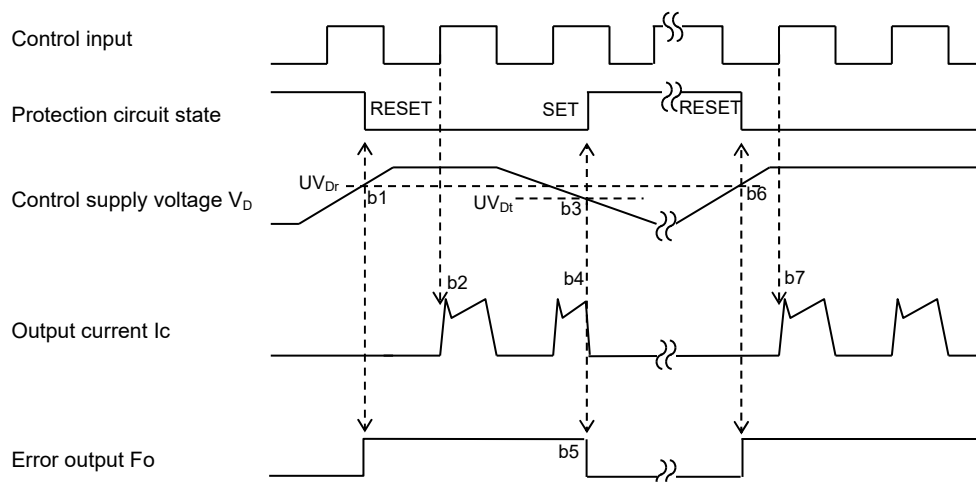 Control input
Protection circuit state
RESET
SET
RESET
Control supply voltage VD
UVDr
b1
UVDt
b3
b6
b2
b4
b7
Output current Ic
Error output Fo
b5